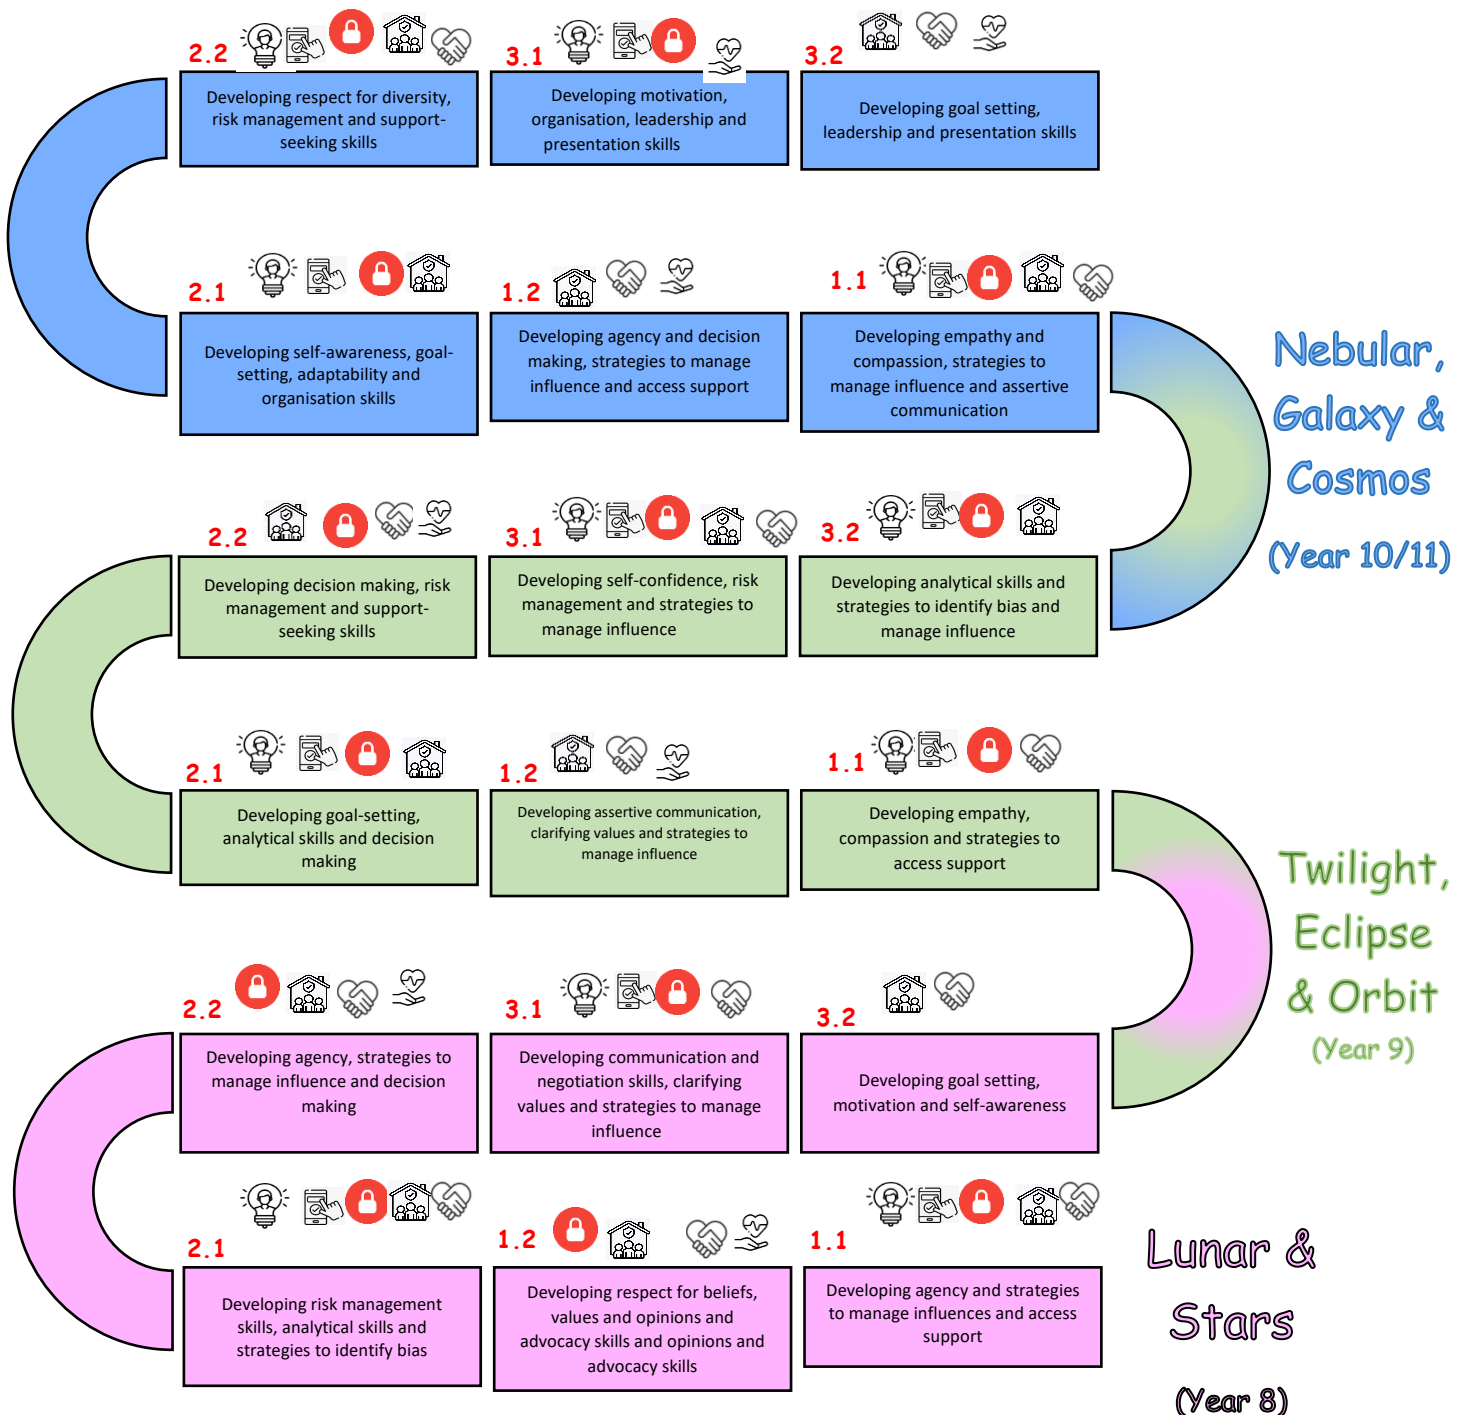 2.2
3.1
3.2
Developing respect for diversity,
risk management and support-
seeking skills
Developing motivation,
organisation, leadership and
presentation skills
Developing goal setting,
leadership and presentation skills
2.1
1.2
1.1
Developing self-awareness, goal-
setting, adaptability and
organisation skills
Developing agency and decision
making, strategies to manage
influence and access support
Developing empathy and
compassion, strategies to
manage influence and assertive
communication
Nebular,
Galaxy &
Cosmos
(Year 10/11)
2.2
3.1
3.2
Developing decision making, risk
management and support-
seeking skills
Developing self-confidence, risk
management and strategies to
manage influence
Developing analytical skills and
strategies to identify bias and
manage influence
2.1
1.2
1.1
Developing goal-setting,
analytical skills and decision
making
Developing assertive communication,
clarifying values and strategies to
manage influence
Developing empathy,
compassion and strategies to
access support
Twilight,
Eclipse
& Orbit
(Year 9)
2.2
3.1
3.2
Developing agency, strategies to
manage influence and decision
making
Developing communication and
negotiation skills, clarifying
values and strategies to manage
influence
Developing goal setting,
motivation and self-awareness
2.1
1.2
1.1
Developing risk management
skills, analytical skills and
strategies to identify bias
Developing respect for beliefs,
values and opinions and
advocacy skills and opinions and
advocacy skills
Developing agency and strategies
to manage influences and access
support
Lunar &
Stars
(Year 8)